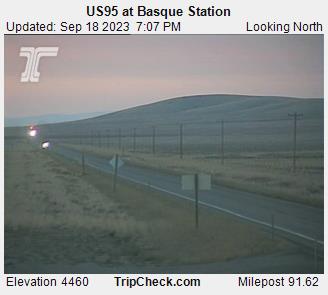 US95 at Basque Station
Updated: Sep 18 2023 7:07 PM Looking North
Elevation 4460 TripCheck.com Milepost 91.62